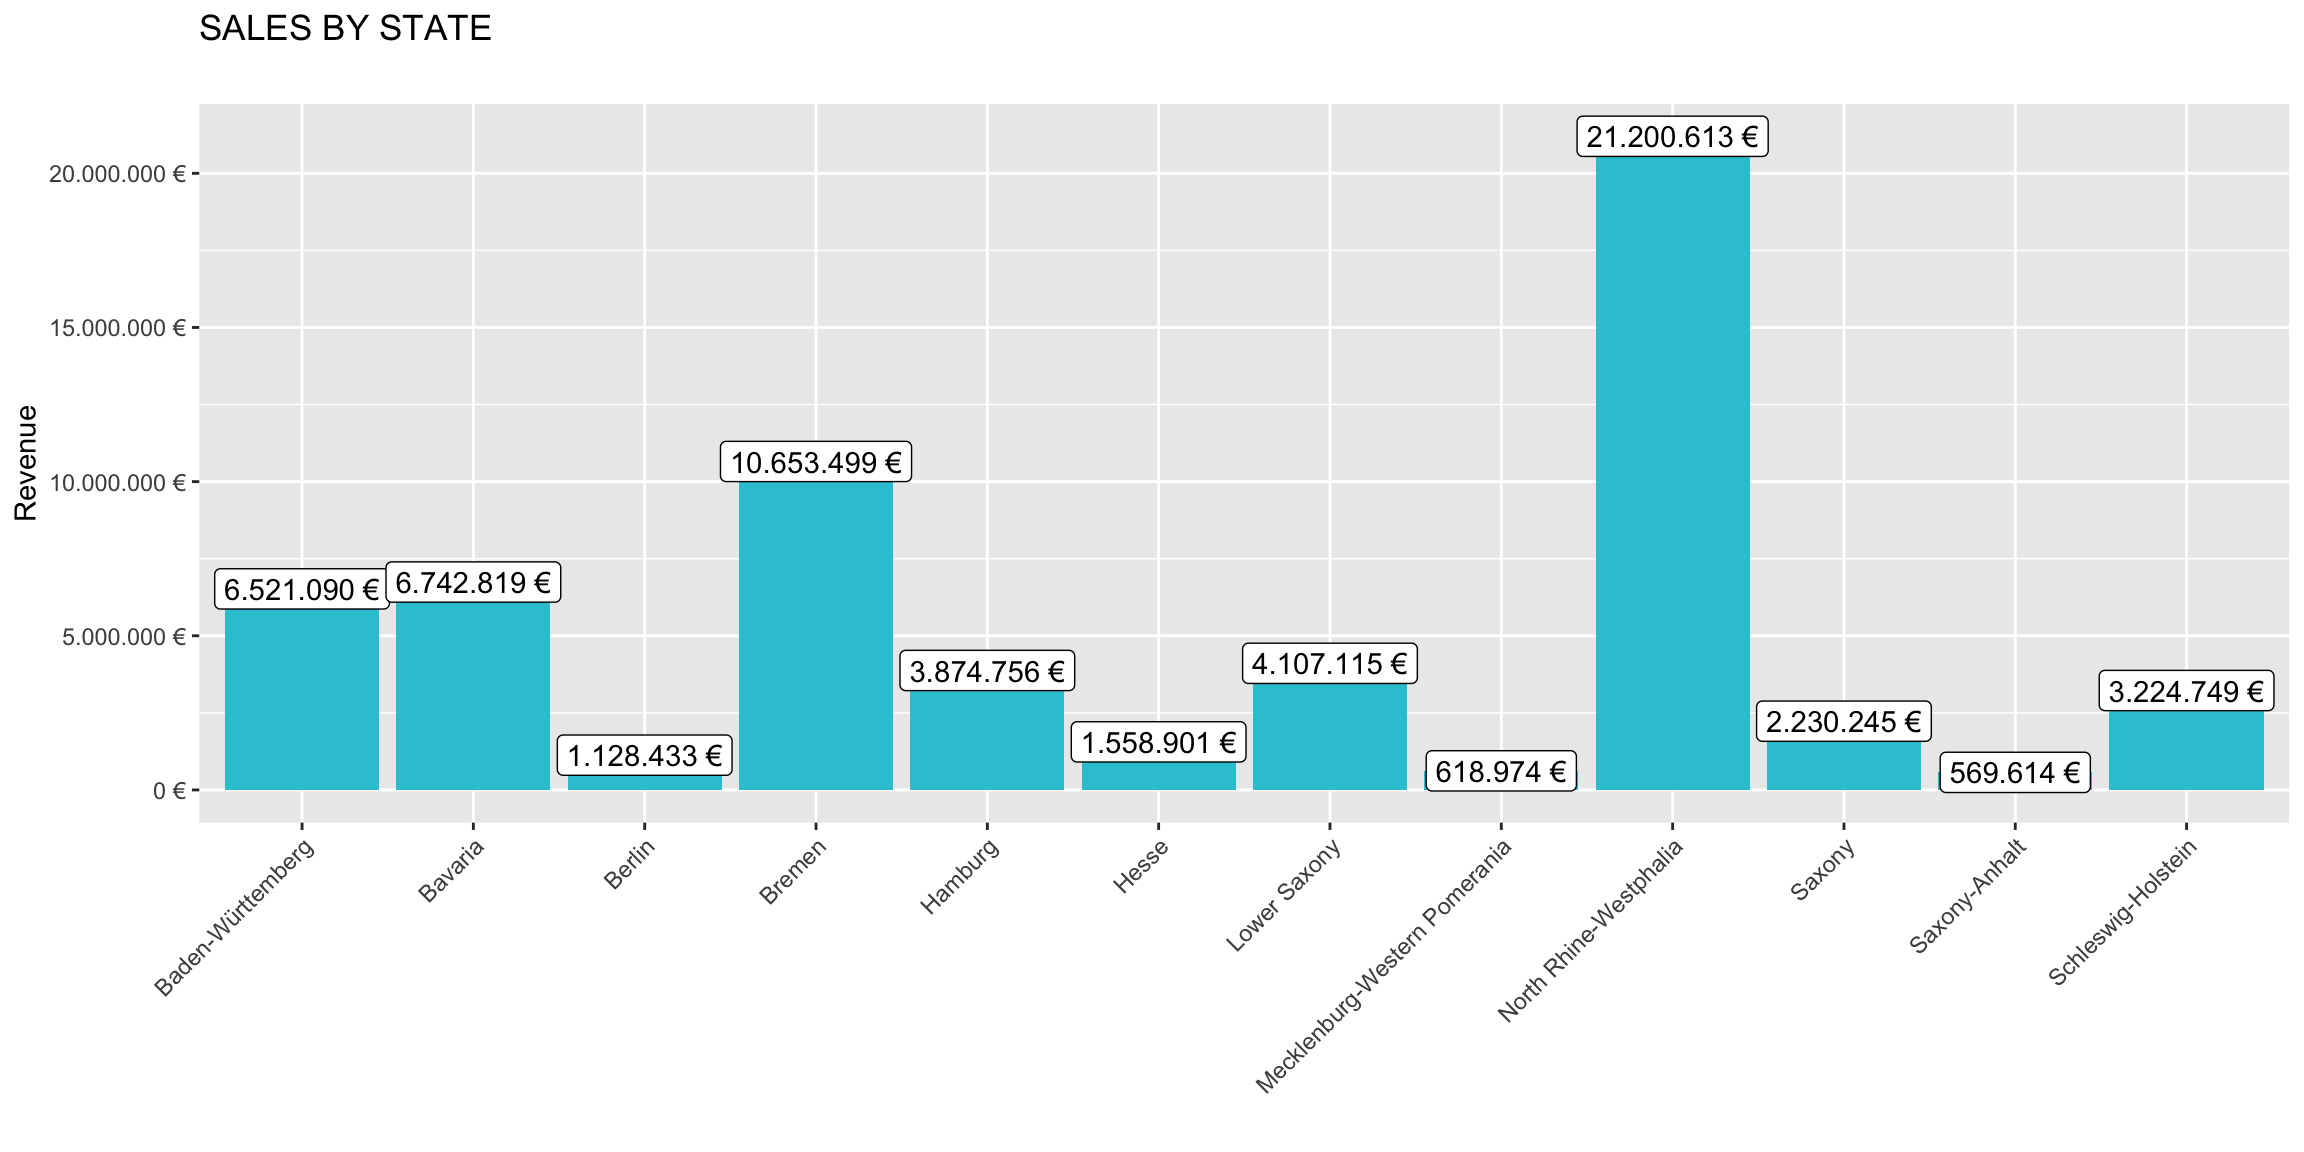 SALES BY STATE
Revenue
20.000.000 €
15.000.000 €
10.000.000 €
5.000.000 €
0 €
6.521.090 €
6.742.819 €
1.128.433 €
10.653.499 €
3.874.756 €
1.558.901 €
4.107.115 €
618.974 €
21.200.613 €
2.230.245 €
569.614 €
3.224.749 €
Baden-Württemberg
Bavaria
Berlin
Bremen
Hamburg
Hesse
Lower Saxony
Mecklenburg-Western Pomerania
North Rhine-Westphalia
Saxony
Saxony-Anhalt
Schleswig-Holstein